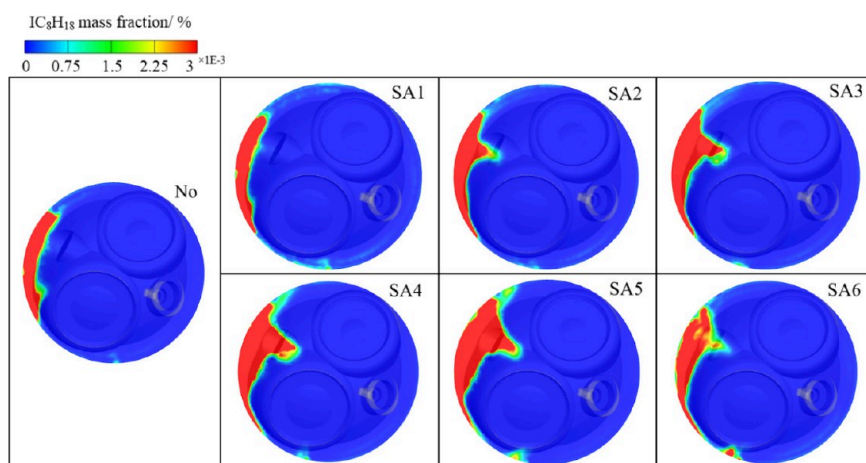 IC₈H₁₈ mass fraction/ %
0 0.75 1.5 2.25 3 ×1E-3
No
SA1
SA2
SA3
SA4
SA5
SA6